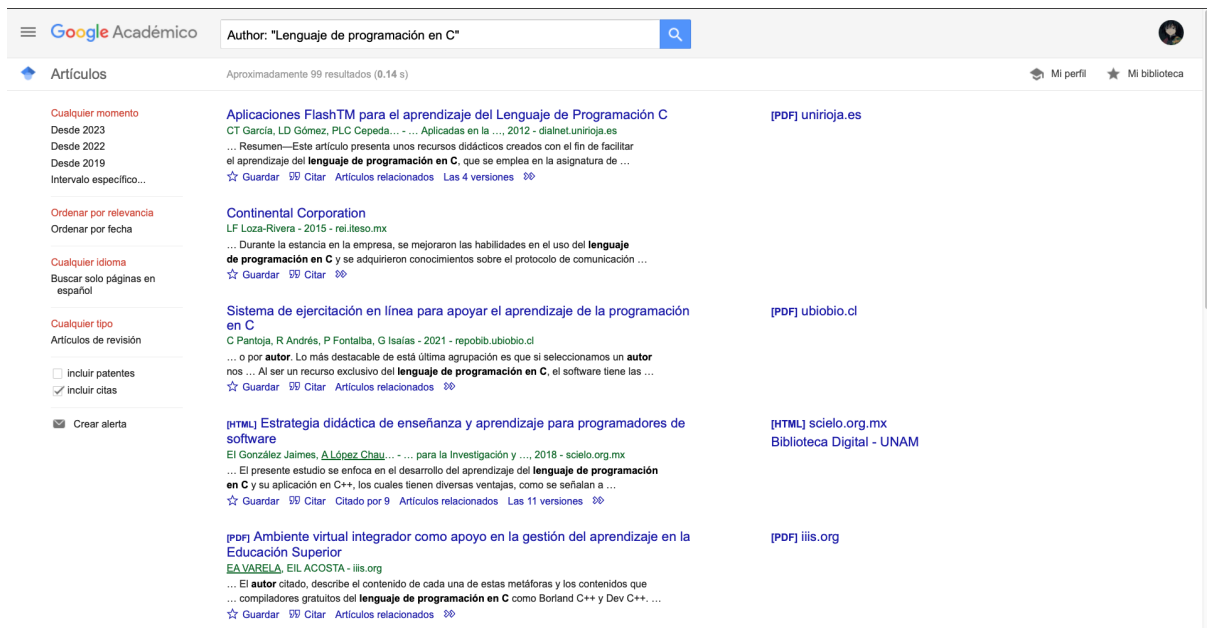 Google Académico
Author: "Lenguaje de programación en C"
Artículos
Aproximadamente 99 resultados (0.14 s)
Mi perfil
Mi biblioteca
Cualquier momento
Desde 2023
Desde 2022
Desde 2019
Intervalo específico...
Ordenar por relevancia
Ordenar por fecha
Cualquier idioma
Buscar solo páginas en
español
Cualquier tipo
Artículos de revisión
incluir patentes
incluir citas
Crear alerta
Aplicaciones FlashTM para el aprendizaje del Lenguaje de Programación C
[PDF] unirioja.es
CT García, LD Gómez, PLC Cepeda… - … Aplicadas en la …, 2012 - dialnet.unirioja.es
… Resumen—Este artículo presenta unos recursos didácticos creados con el fin de facilitar
el aprendizaje del lenguaje de programación en C, que se emplea en la asignatura de …
Guardar Citar Artículos relacionados Las 4 versiones
Continental Corporation
LF Loza-Rivera - 2015 - rei.iteso.mx
… Durante la estancia en la empresa, se mejoraron las habilidades en el uso del lenguaje
de programación en C y se adquirieron conocimientos sobre el protocolo de comunicación …
Guardar Citar
Sistema de ejercitación en línea para apoyar el aprendizaje de la programación
en C
[PDF] ubiobio.cl
C Pantoja, R Andrés, P Fontalba, G Isaías - 2021 - repobib.ubiobio.cl
… o por autor. Lo más destacable de está última agrupación es que si seleccionamos un autor
nos … Al ser un recurso exclusivo del lenguaje de programación en C, el software tiene las …
Guardar Citar Artículos relacionados
[HTML] Estrategia didáctica de enseñanza y aprendizaje para programadores de
software
[HTML] scielo.org.mx
Biblioteca Digital - UNAM
EI González Jaimes, A López Chau… - … para la Investigación y …, 2018 - scielo.org.mx
… El presente estudio se enfoca en el desarrollo del aprendizaje del lenguaje de programación
en C y su aplicación en C++, los cuales tienen diversas ventajas, como se señalan a …
Guardar Citar Citado por 9 Artículos relacionados Las 11 versiones
[PDF] Ambiente virtual integrador como apoyo en la gestión del aprendizaje en la
Educación Superior
[PDF] iiis.org
EA VARELA, EIL ACOSTA - iiis.org
… El autor citado, describe el contenido de cada una de estas metáforas y los contenidos que
… compiladores gratuitos del lenguaje de programación en C como Borland C++ y Dev C++. …
Guardar Citar Artículos relacionados